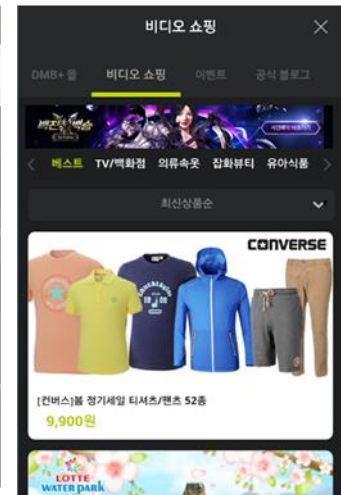 비디오 쇼핑
DMB+ 몰 비디오 쇼핑 이벤트 공식 블로그
베스트 TV/백화점 의류속옷 잡화뷰티 유아식품
최신상품순
CONVERSE
[컨버스]봄 정기세일 티셔츠/팬츠 52종
9,900원
LOTTE
WATER PARK